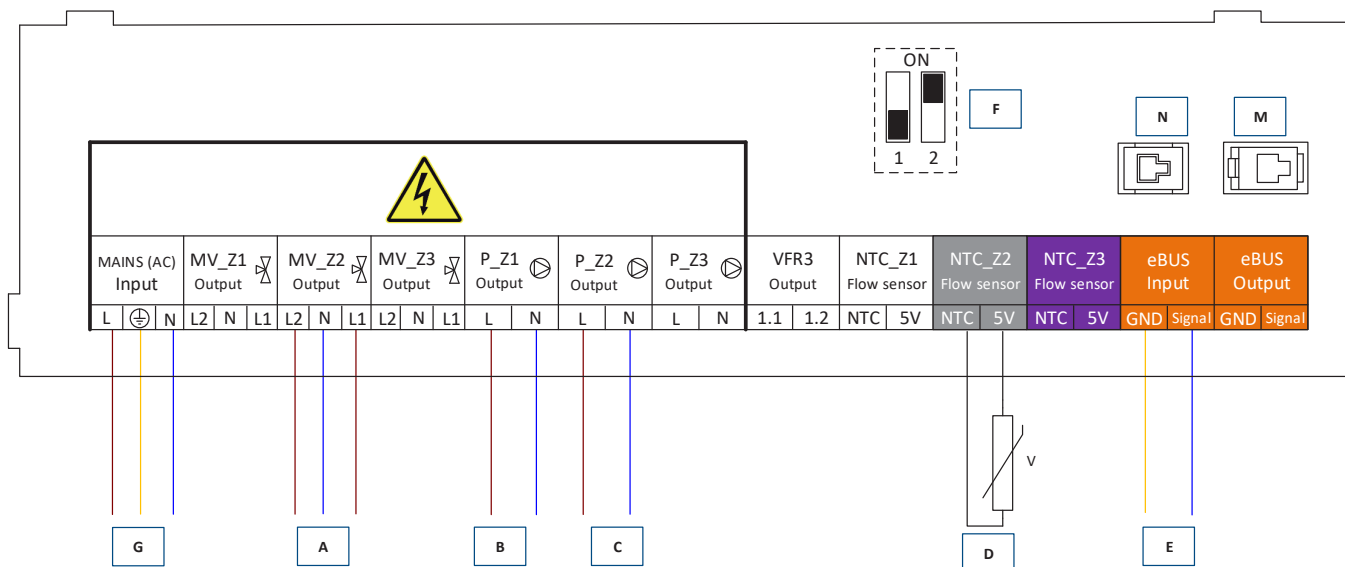 ON
1 2
F
N M
MAINS (AC) Input
MV_Z1 Output
MV_Z2 Output
MV_Z3 Output
P_Z1 Output
P_Z2 Output
P_Z3 Output
VFR3 Output
NTC_Z1 Flow sensor
NTC_Z2 Flow sensor
NTC_Z3 Flow sensor
eBUS Input
eBUS Output
L N L2 N L1 L2 N L1 L2 N L1 L N L N L N 1.1 1.2 NTC 5V NTC 5V NTC 5V GND Signal GND Signal
V
G A B C D E